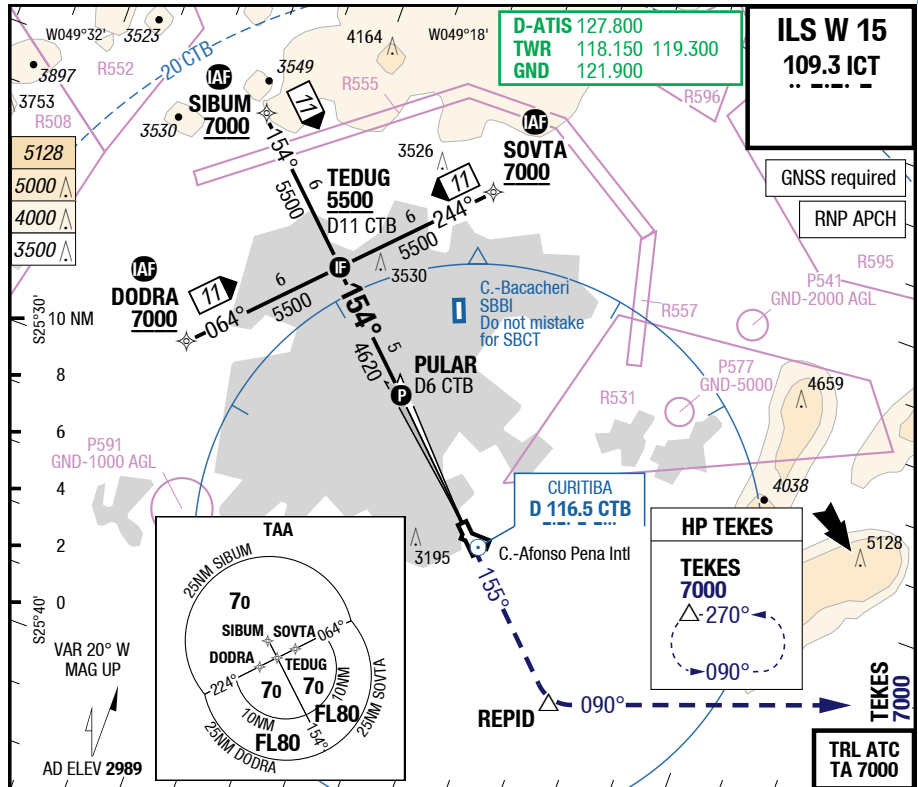 W049°32'
3523
3897
R552
20 CTB
3753
R508
IAF
SIBUM
7000
3549
3530
4164
W049°18'
R555
D-ATIS 127.800
TWR 118.150 119.300
GND 121.900
ILS W 15
109.3 ICT
R596
GNSS required
RNP APCH
R595
5128
5000
4000
3500
11
154°
6
5500
TEDUG
5500
D11 CTB
3526
11
IAF
SOVTA
7000
6
244°
5500
IF
3530
IAF
DODRA
7000
11
064°
6
5500
154°
5
4620
PULAR
D6 CTB
P
C.-Bacacheri
SBBI
Do not mistake
for SBCT
R557
P541
GND-2000 AGL
P577
GND-5000
R531
4659
4038
5128
S25°30'
10 NM
8
6
4
2
0
S25°40'
P591
GND-1000 AGL
3195
CURITIBA
D 116.5 CTB
C.-Afonso Pena Intl
155°
REPID
090°
TEKES
7000
HP TEKES
TEKES
7000
270°
090°
TAA
25NM SIBUM
70
SIBUM SOVTA
064°
DODRA TEDUG
224°
70 70
10NM
10NM
FL80
FL80
154°
25NM DODRA
25NM SOVTA
VAR 20° W
MAG UP
AD ELEV 2989
TRL ATC
TA 7000